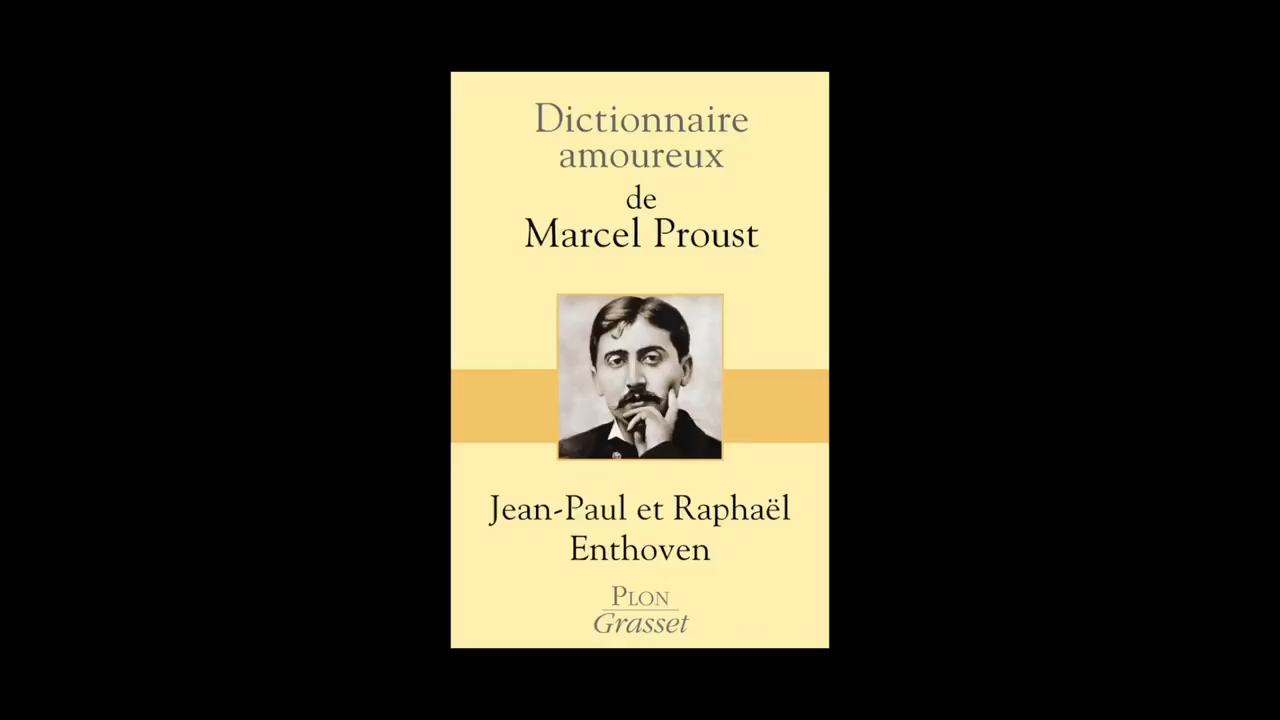 Dictionnaire
amoureux
de
Marcel Proust
Jean-Paul et Raphaël
Enthoven
PLON
Grasset